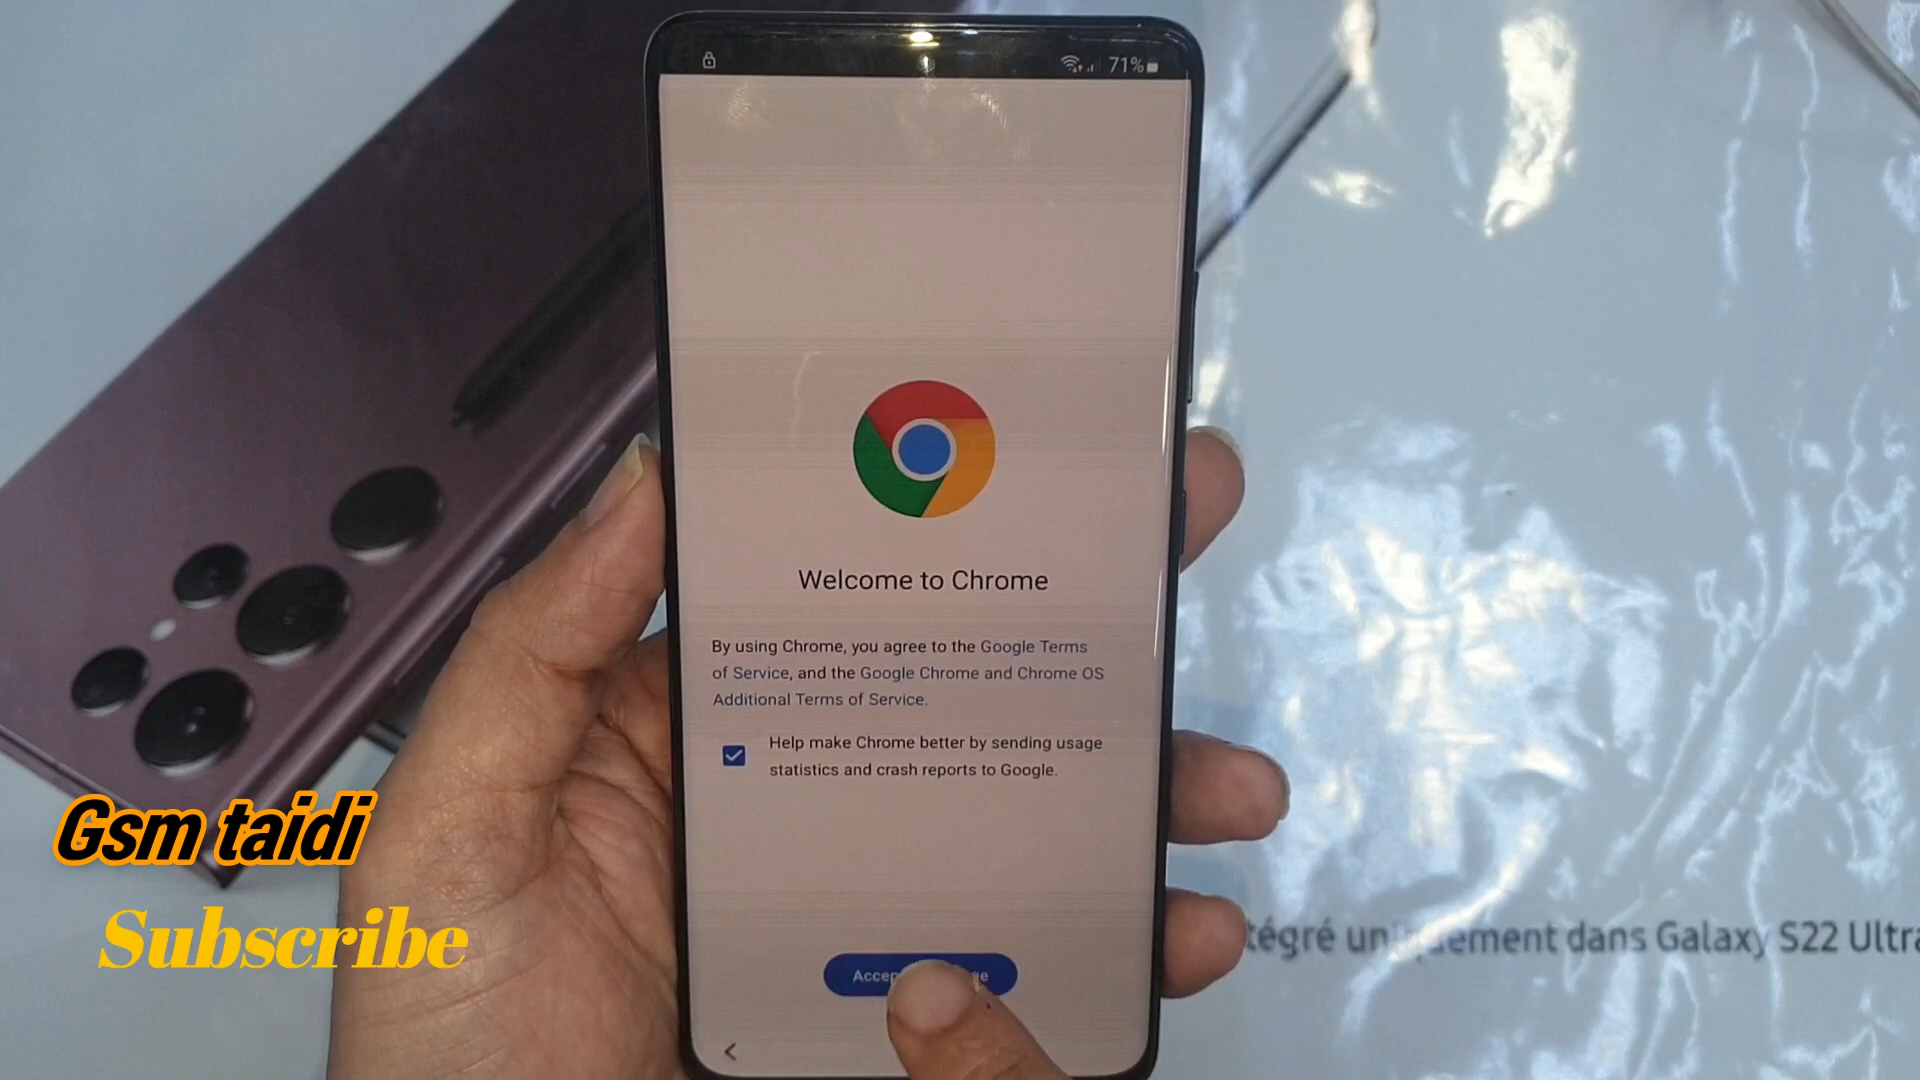 71%
Welcome to Chrome
By using Chrome, you agree to the Google Terms
of Service, and the Google Chrome and Chrome OS
Additional Terms of Service.
Help make Chrome better by sending usage
statistics and crash reports to Google.
Gsm taidi
Subscribe
dans Galaxy S22 Ultra